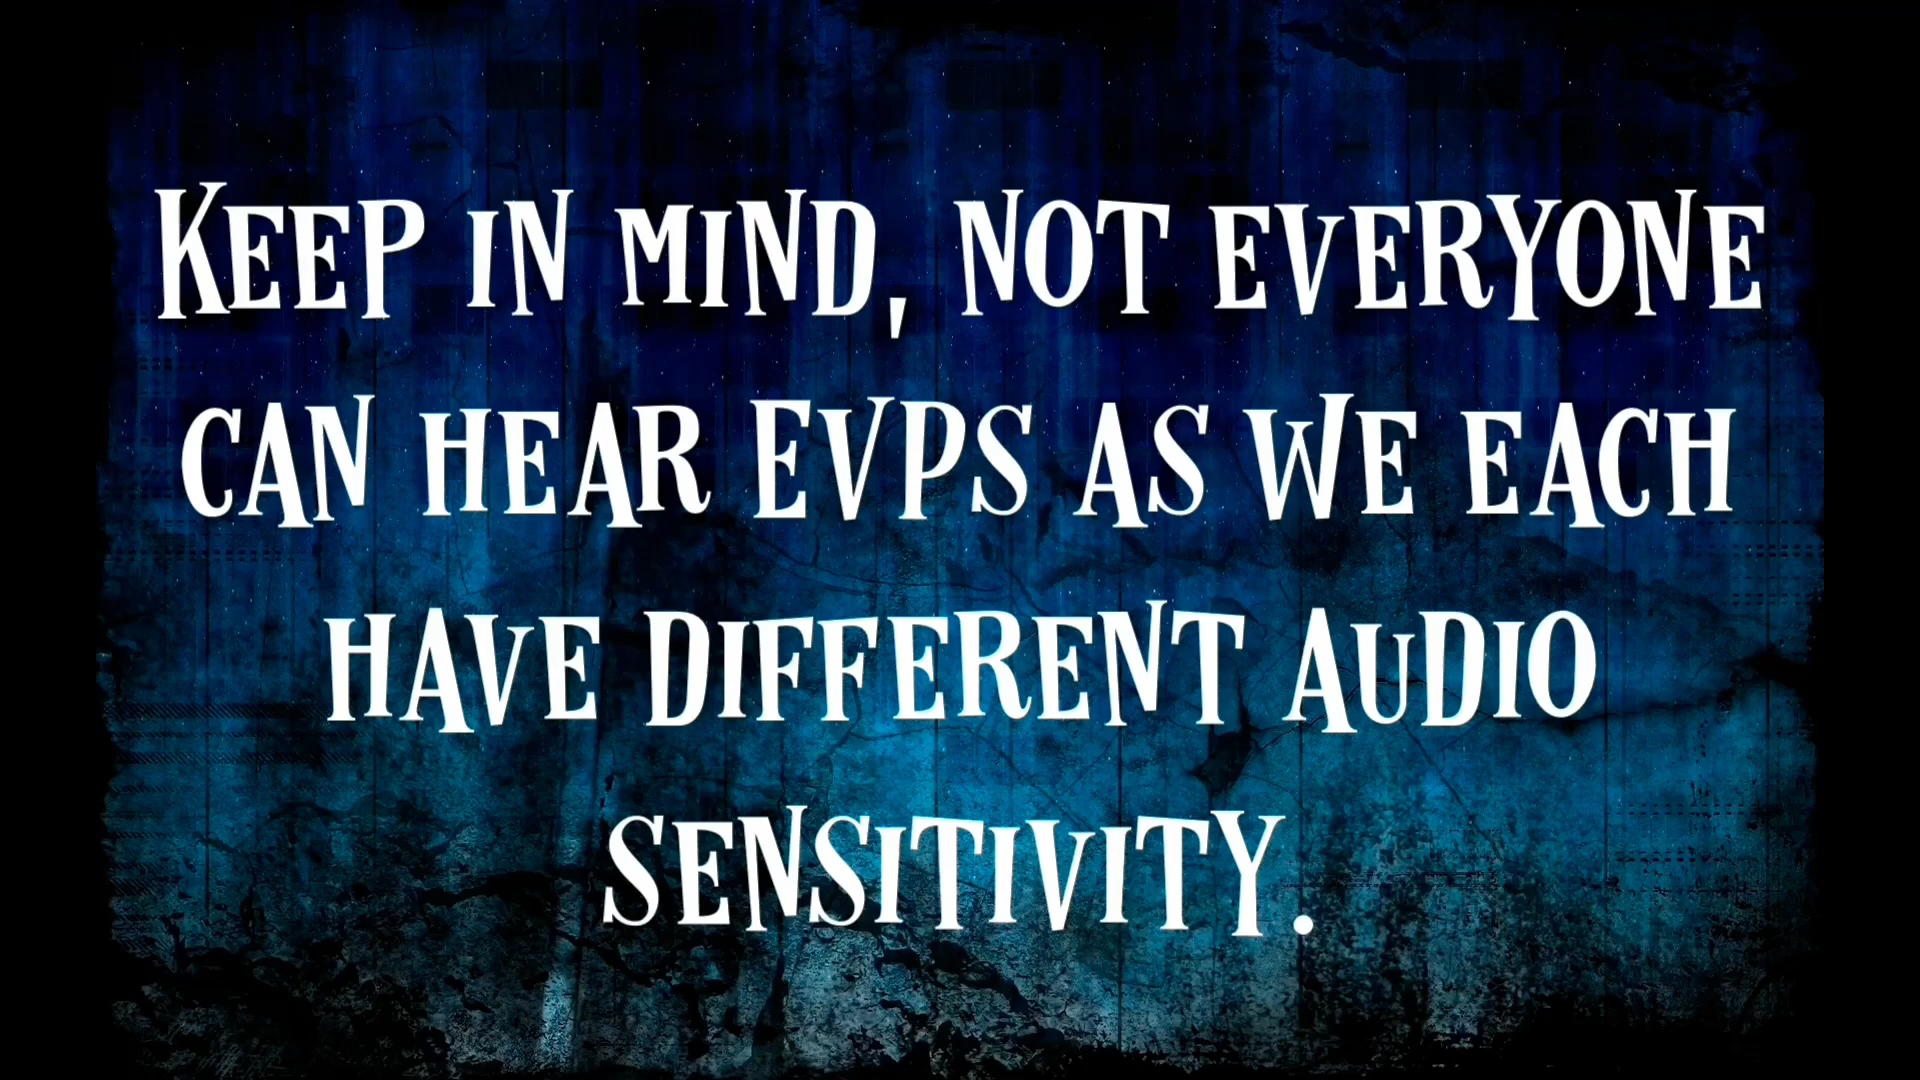 Keep in mind, not everyone
can hear EVPs as we each
have different audio
sensitivity.